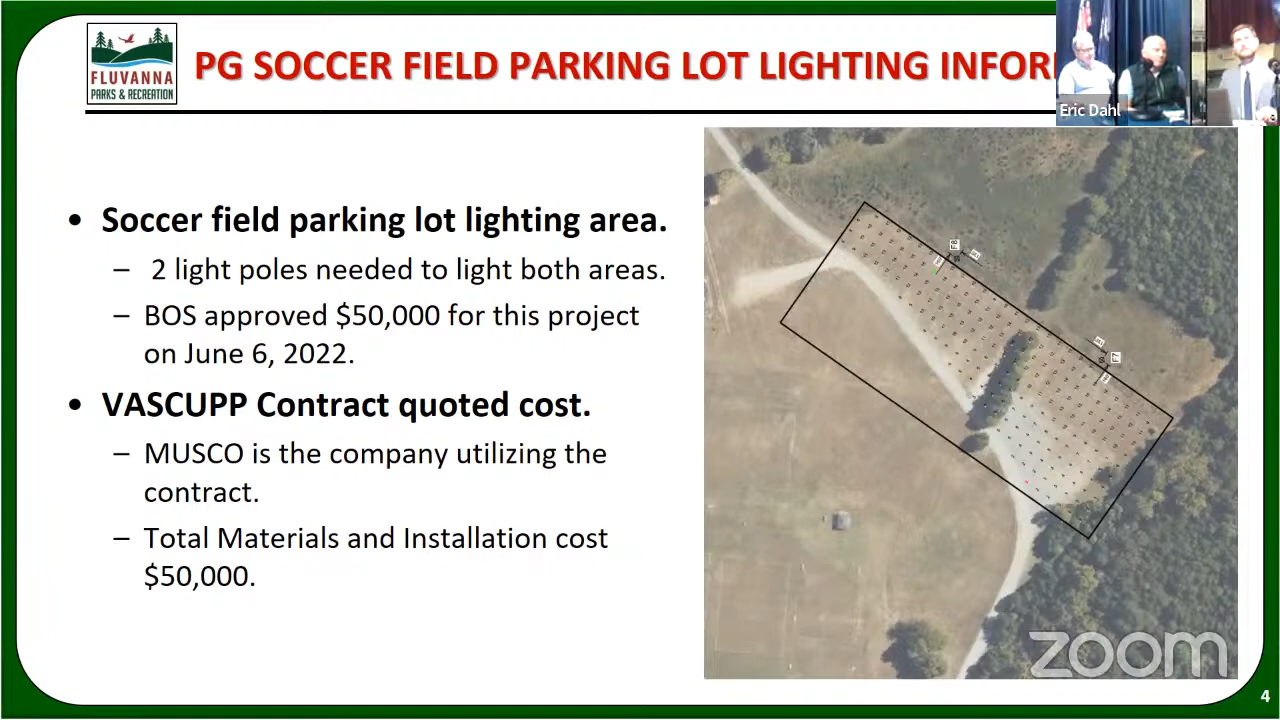 FLUVANNA
PARKS & RECREATION
PG SOCCER FIELD PARKING LOT LIGHTING INFOR
Eric Dahl
• Soccer field parking lot lighting area.
– 2 light poles needed to light both areas.
– BOS approved $50,000 for this project
on June 6, 2022.
• VASCUPP Contract quoted cost.
– MUSCO is the company utilizing the
contract.
– Total Materials and Installation cost
$50,000.
zoom
4